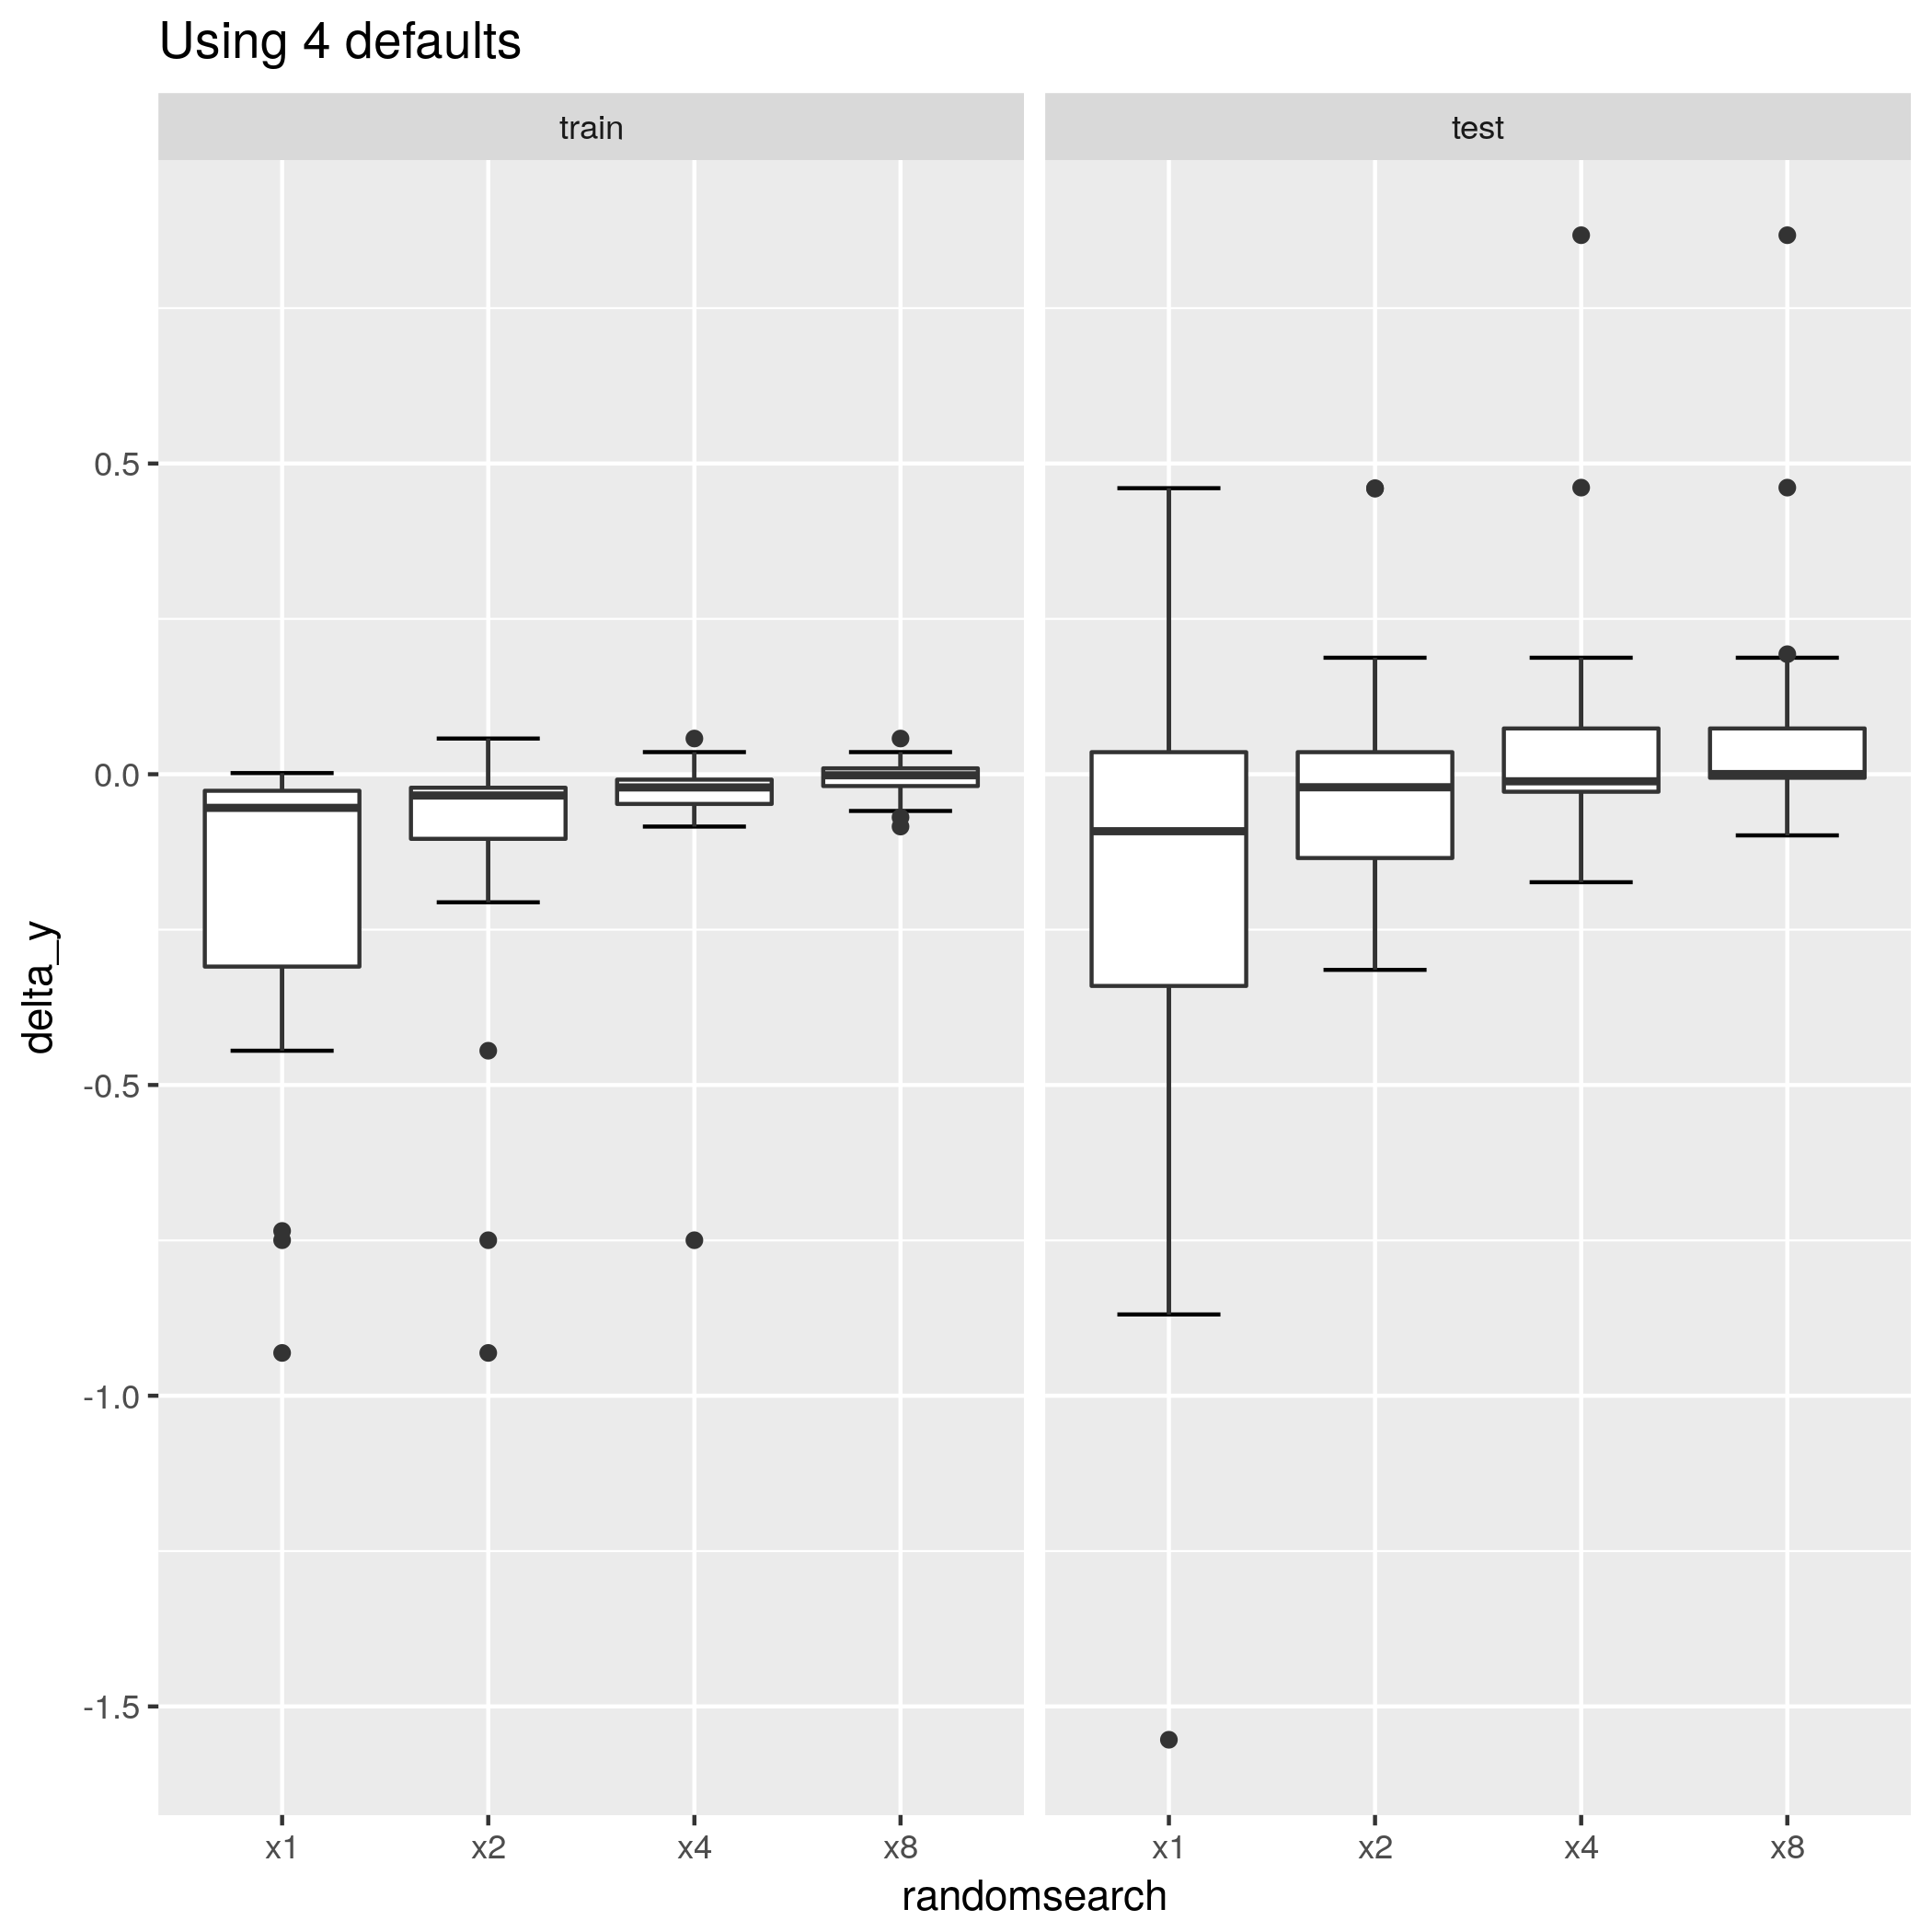 Using 4 defaults
train
test
0.5
0.0
-0.5
-1.0
-1.5
delta_y
x1 x2 x4 x8 x1 x2 x4 x8
randomsearch